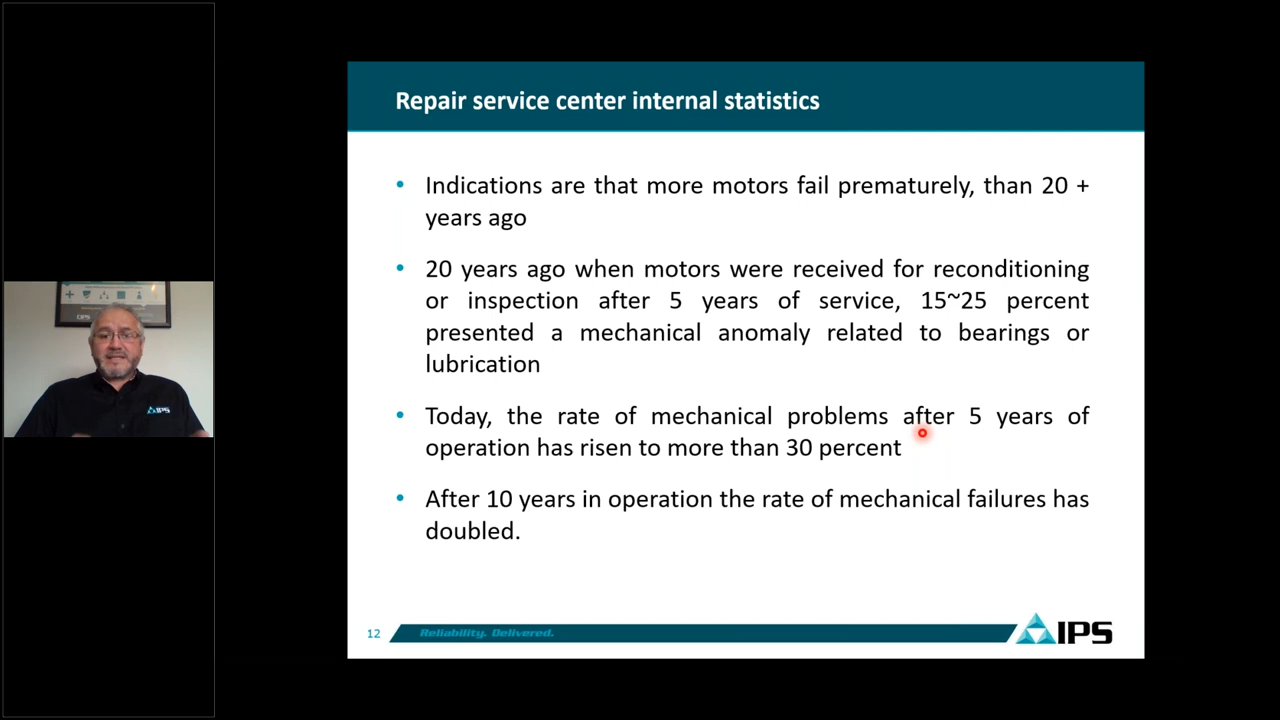 Repair service center internal statistics
• Indications are that more motors fail prematurely, than 20 +
years ago
• 20 years ago when motors were received for reconditioning
or inspection after 5 years of service, 15~25 percent
presented a mechanical anomaly related to bearings or
lubrication
• Today, the rate of mechanical problems after 5 years of
operation has risen to more than 30 percent
• After 10 years in operation the rate of mechanical failures has
doubled.
12
Reliability. Delivered.
IPS
IPS